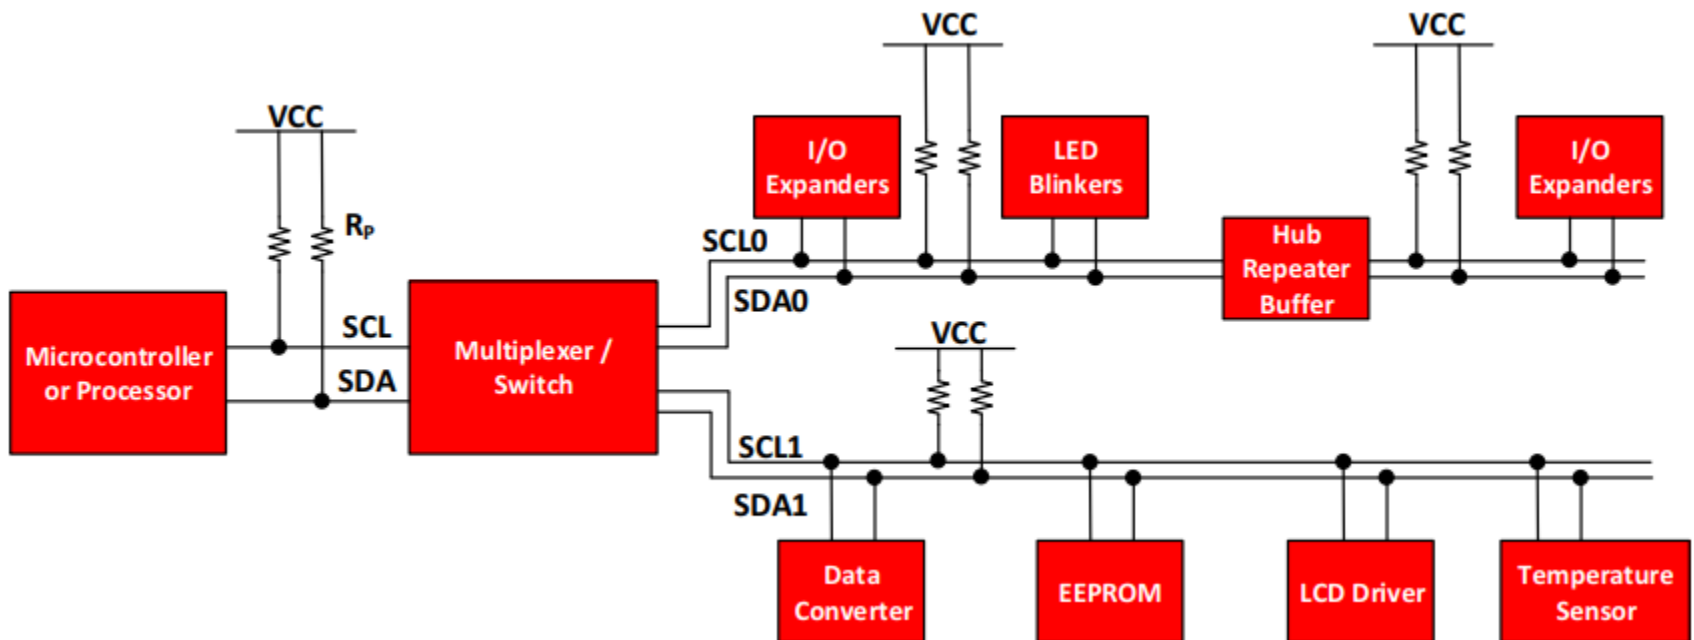 VCC
VCC
VCC
I/O
Expanders
LED
Blinkers
I/O
Expanders
R_P
SCL0
Hub
Repeater
Buffer
SDA0
SCL
Microcontroller
or Processor
Multiplexer /
Switch
VCC
SDA
SCL1
SDA1
Data
Converter
EEPROM
LCD Driver
Temperature
Sensor